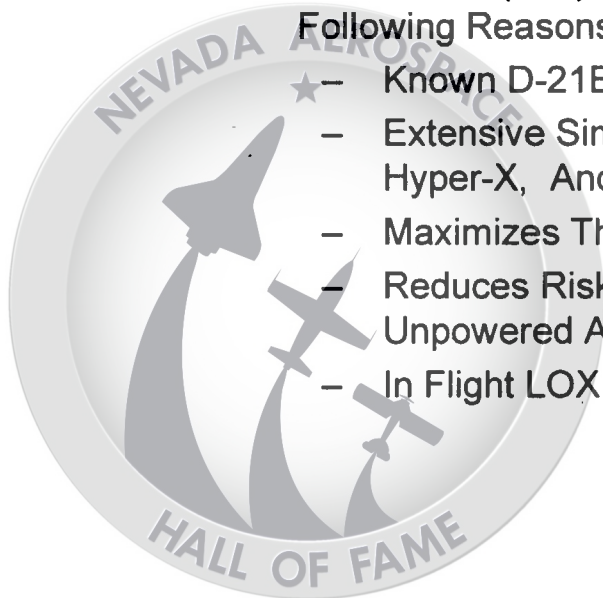 Following Reasons
– Known D-21B
– Extensive Sim
Hyper-X, And
– Maximizes Th
– Reduces Risk
Unpowered A
– In Flight LOX
NEVADA AEROSPACE
HALL OF FAME